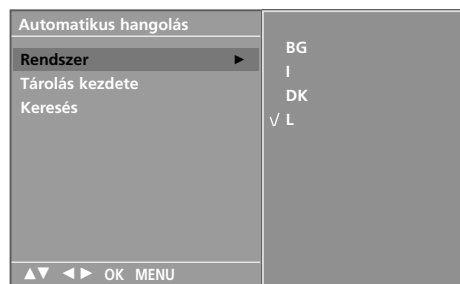 Automatikus hangolás
Rendszer ►
Tárolás kezdete
Keresés
BG
I
DK
√ L
▲▼ ◄► OK MENU